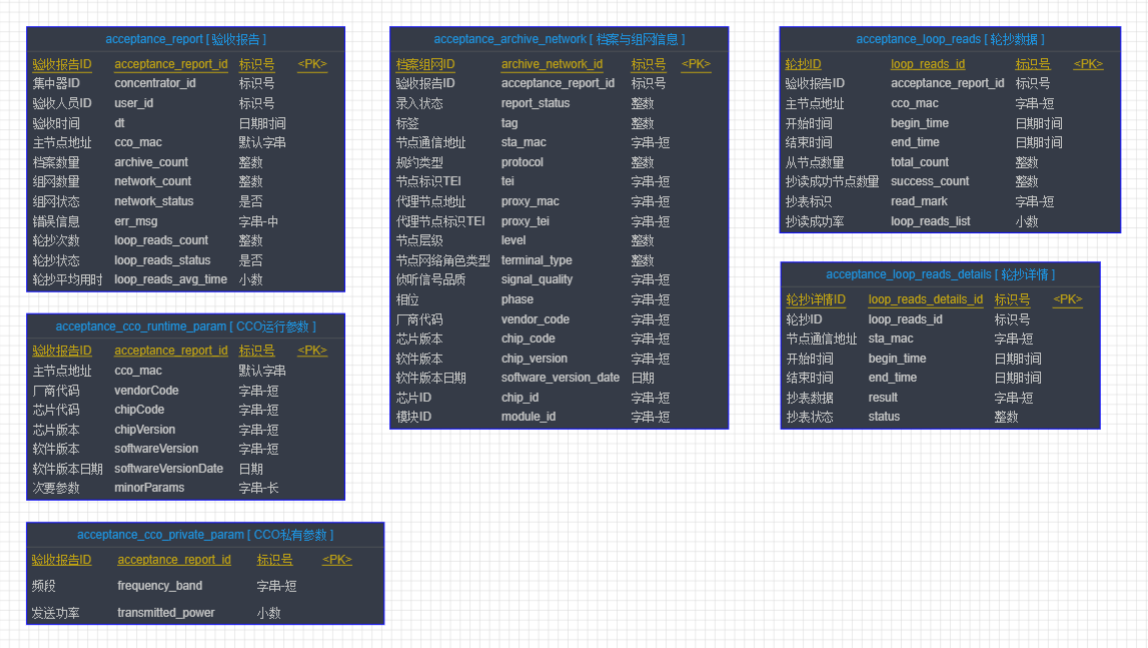 acceptance_report [ 验收报告 ]
验收报告ID acceptance_report_id 标识号 <PK>
集中器ID concentrator_id 标识号
验收人员ID user_id 标识号
验收时间 dt 日期时间
主节点地址 cco_mac 默认字串
档案数量 archive_count 整数
组网数量 network_count 整数
组网状态 network_status 是否
错误信息 err_msg 字串-中
轮抄次数 loop_reads_count 整数
轮抄状态 loop_reads_status 是否
轮抄平均用时 loop_reads_avg_time 小数
acceptance_cco_runtime_param [ CCO运行参数 ]
验收报告ID acceptance_report_id 标识号 <PK>
主节点地址 cco_mac 默认字串
厂商代码 vendorCode 字串-短
芯片代码 chipCode 字串-短
芯片版本 chipVersion 字串-短
软件版本 softwareVersion 字串-短
软件版本日期 softwareVersionDate 日期
次要参数 minorParams 字串-长
acceptance_cco_private_param [ CCO私有参数 ]
验收报告ID acceptance_report_id 标识号 <PK>
频段 frequency_band 字串-短
发送功率 transmitted_power 小数
acceptance_archive_network [ 档案与组网信息 ]
档案组网ID archive_network_id 标识号 <PK>
验收报告ID acceptance_report_id 标识号
录入状态 report_status 整数
标签 tag 整数
节点通信地址 sta_mac 字串-短
规约类型 protocol 整数
节点标识TEI tei 字串-短
代理节点地址 proxy_mac 字串-短
代理节点标识TEI proxy_tei 字串-短
节点层级 level 整数
节点网络角色类型 terminal_type 整数
侦听信号品质 signal_quality 字串-短
相位 phase 字串-短
厂商代码 vendor_code 字串-短
芯片代码 chip_code 字串-短
芯片版本 chip_version 字串-短
软件版本日期 software_version_date 日期
芯片ID chip_id 字串-短
模块ID module_id 字串-短
acceptance_loop_reads [ 轮抄数据 ]
轮抄ID loop_reads_id 标识号 <PK>
验收报告ID acceptance_report_id 标识号
主节点地址 cco_mac 字串-短
开始时间 begin_time 日期时间
结束时间 end_time 日期时间
从节点数量 total_count 整数
抄读成功节点数量 success_count 整数
抄表标识 read_mark 字串-短
抄读成功率 loop_reads_list 小数
acceptance_loop_reads_details [ 轮抄详情 ]
轮抄详情ID loop_reads_details_id 标识号 <PK>
轮抄ID loop_reads_id 标识号
节点通信地址 sta_mac 字串-短
开始时间 begin_time 日期时间
结束时间 end_time 日期时间
抄表数据 result 字串-短
抄表状态 status 整数